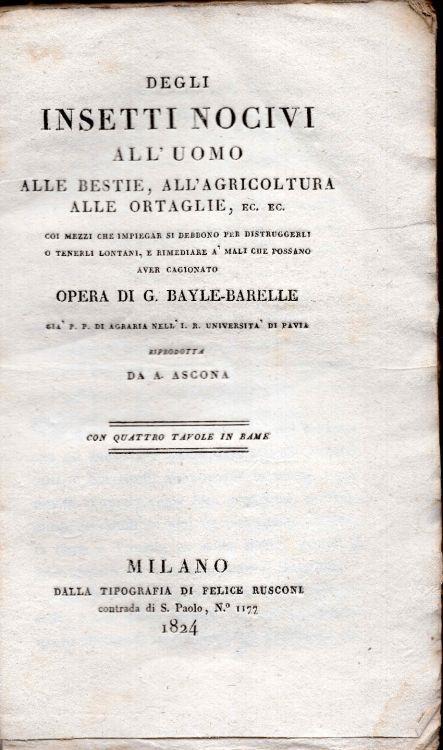 DEGLI
INSETTI NOCIVI
ALL'UOMO
ALLE BESTIE, ALL'AGRICOLTURA
ALLE ORTAGLIE, EC. EC.
COI MEZZI CHE IMPIEGAR SI DEBBONO PER DISTRUGGERLI
O TENERLI LONTANI, E RIMEDIARE A' MALI CHE POSSANO
AVER CAGIONATO
OPERA DI G. BAYLE-BARELLE
GIA' P. P. DI AGRARIA NELL' I. R. UNIVERSITA' DI PAVIA
RIPRODOTTA
DA A. ASCONA
CON QUATTRO TAVOLE IN RAME
MILANO
DALLA TIPOGRAFIA DI FELICE RUSCONI
contrada di S. Paolo, N.º 1177
1824